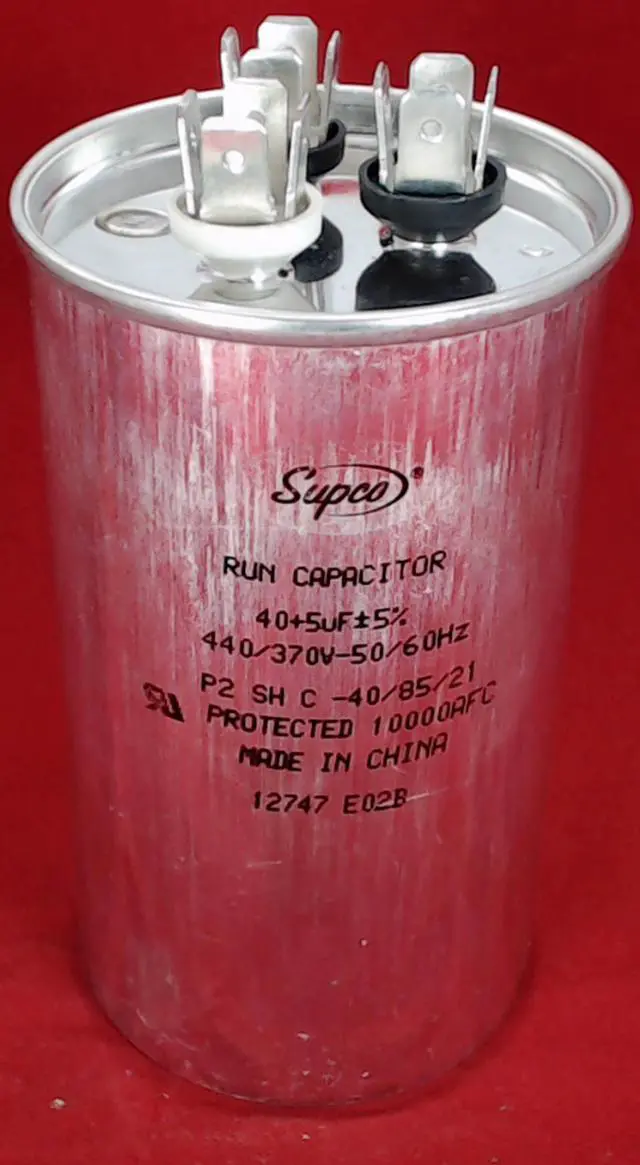 Supco®
RUN CAPACITOR
40+5uF±5%
440/370V-50/60HZ
P2 SH C -40/85/21
PROTECTED 10000AFC
MADE IN CHINA
12747 E02B